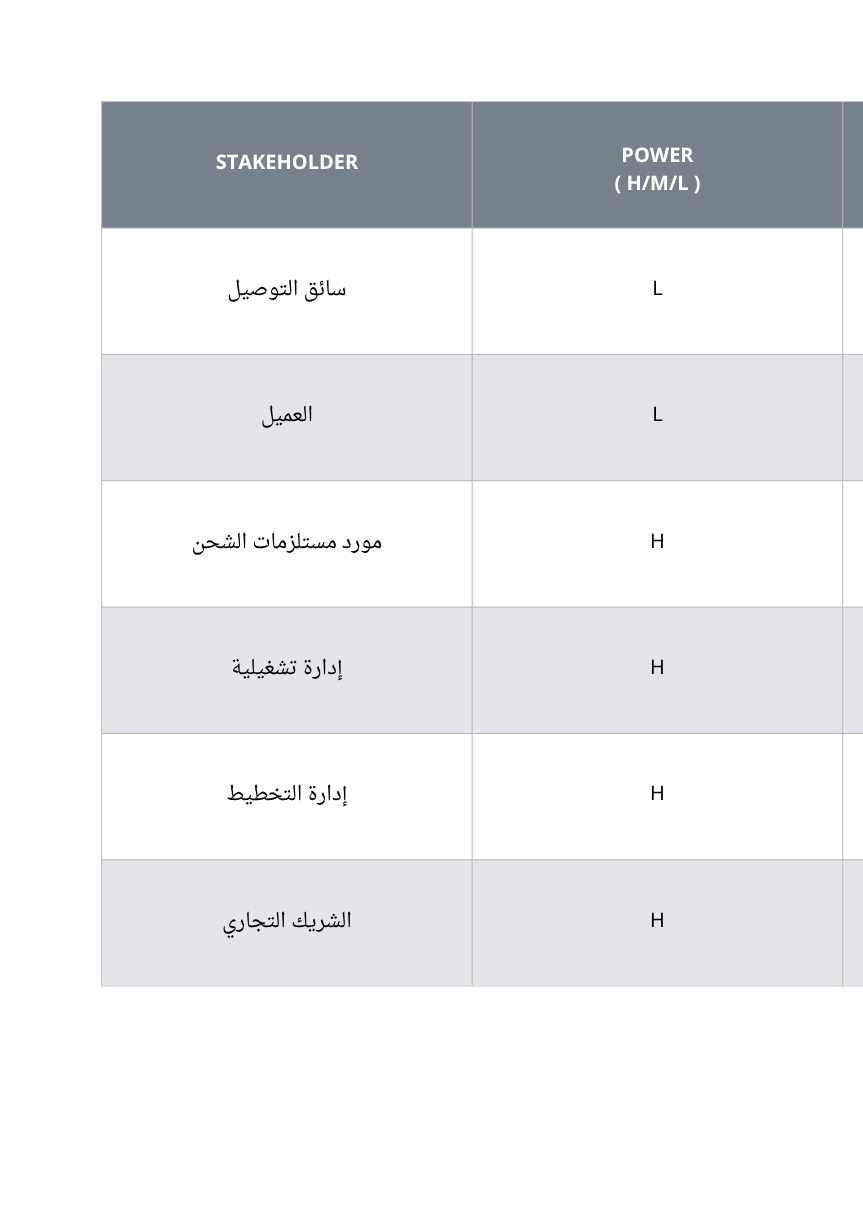 STAKEHOLDER
POWER
( H/M/L )
سائق التوصيل
L
العميل
L
مورد مستلزمات الشحن
H
إدارة تشغيلية
H
إدارة التخطيط
H
الشريك التجاري
H